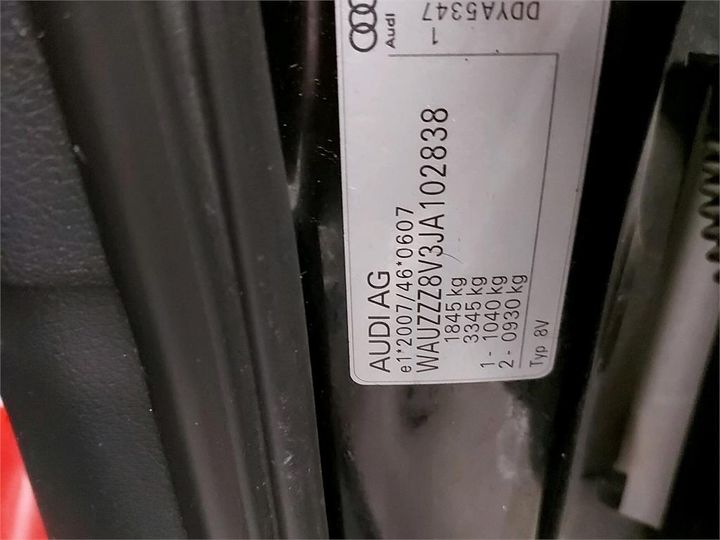 AUDI AG
e1*2007/46*0607
WAUZZZ8V3JA102838
1845 kg
3345 kg
1- 1040 kg
2- 0930 kg
Typ 8V
Audi
1
DDYA5347